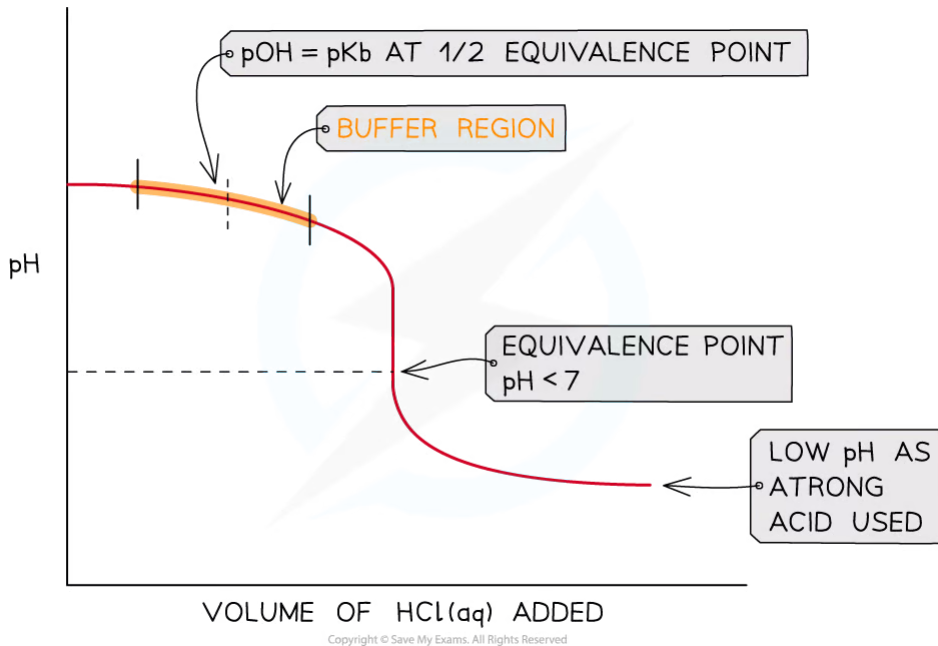 pOH = pKb AT 1/2 EQUIVALENCE POINT
BUFFER REGION
pH
EQUIVALENCE POINT
pH < 7
LOW pH AS
ATRONG
ACID USED
VOLUME OF HCl(aq) ADDED
Copyright © Save My Exams. All Rights Reserved